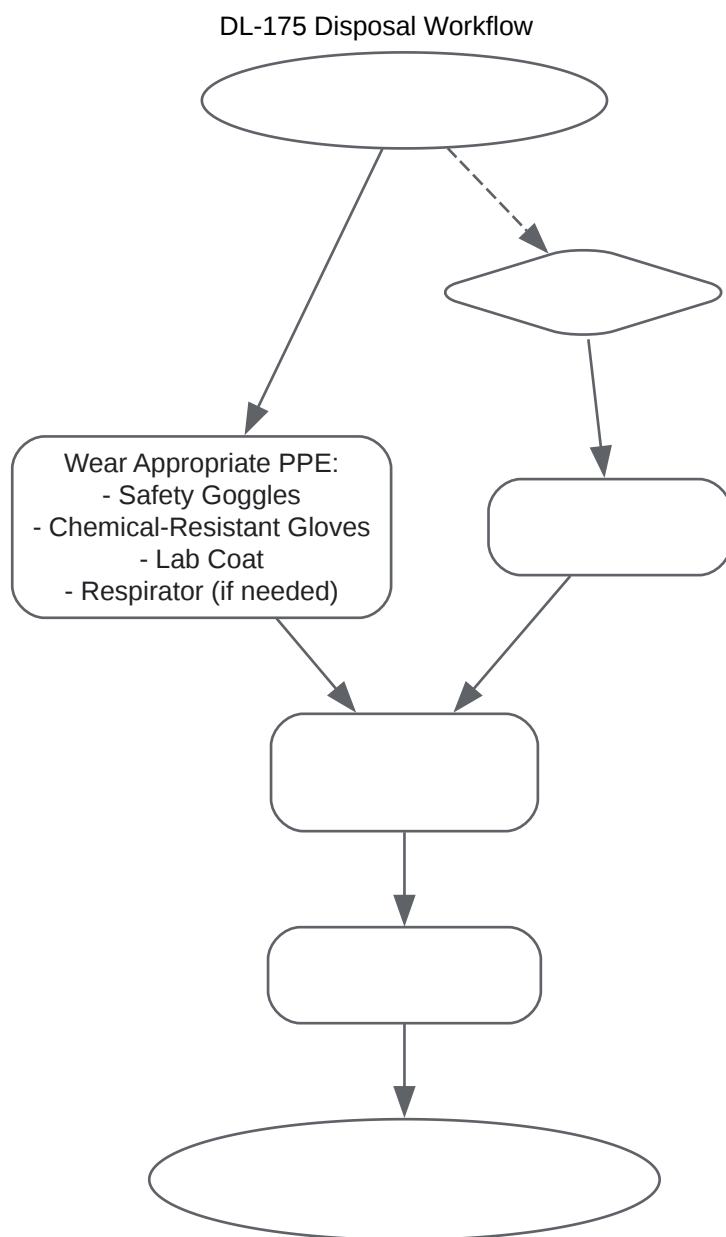 DL-175 Disposal Workflow
Wear Appropriate PPE:
- Safety Goggles
- Chemical-Resistant Gloves
- Lab Coat
- Respirator (if needed)